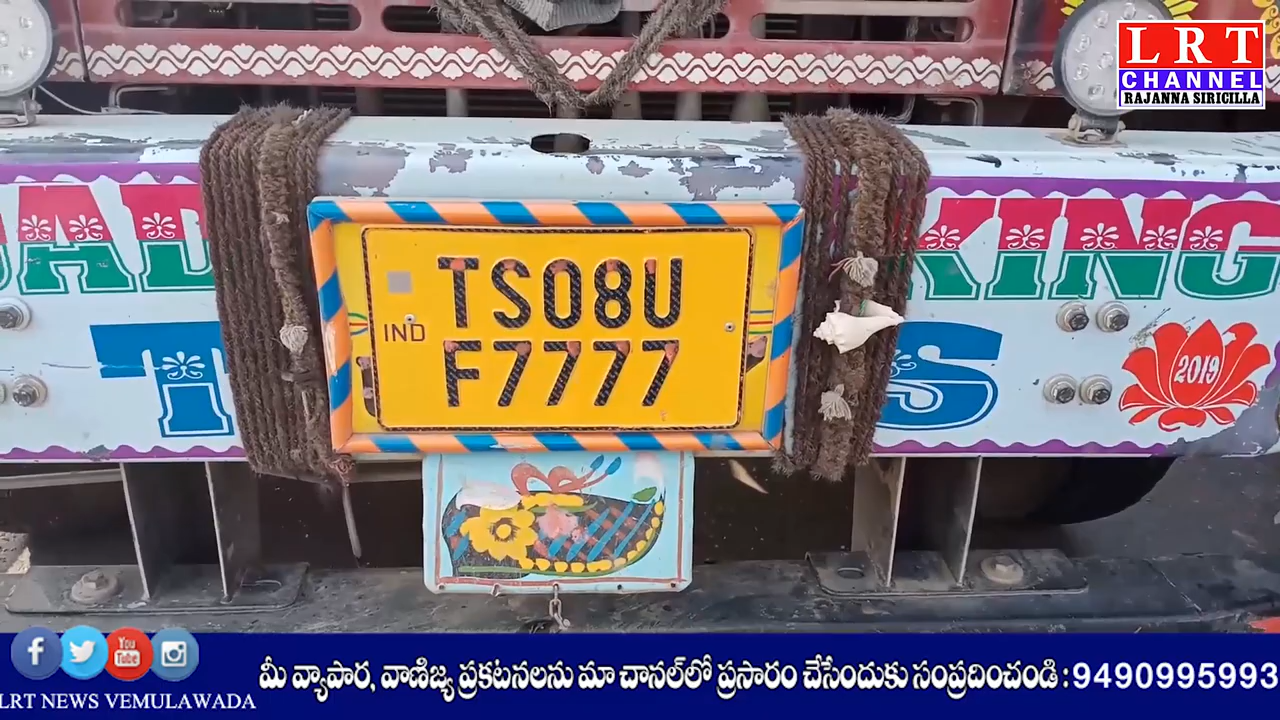 LRT
CHANNEL
RAJANNA SIRICILLA
OAD KING
TS08U
IND
F7777
T S
2019
మీ వ్యాపార, వాణిజ్య ప్రకటనలను మా చానల్‌లో ప్రసారం చేసేందుకు సంప్రదించండి :9490995993
f
You
Tube
LRT NEWS VEMULAWADA